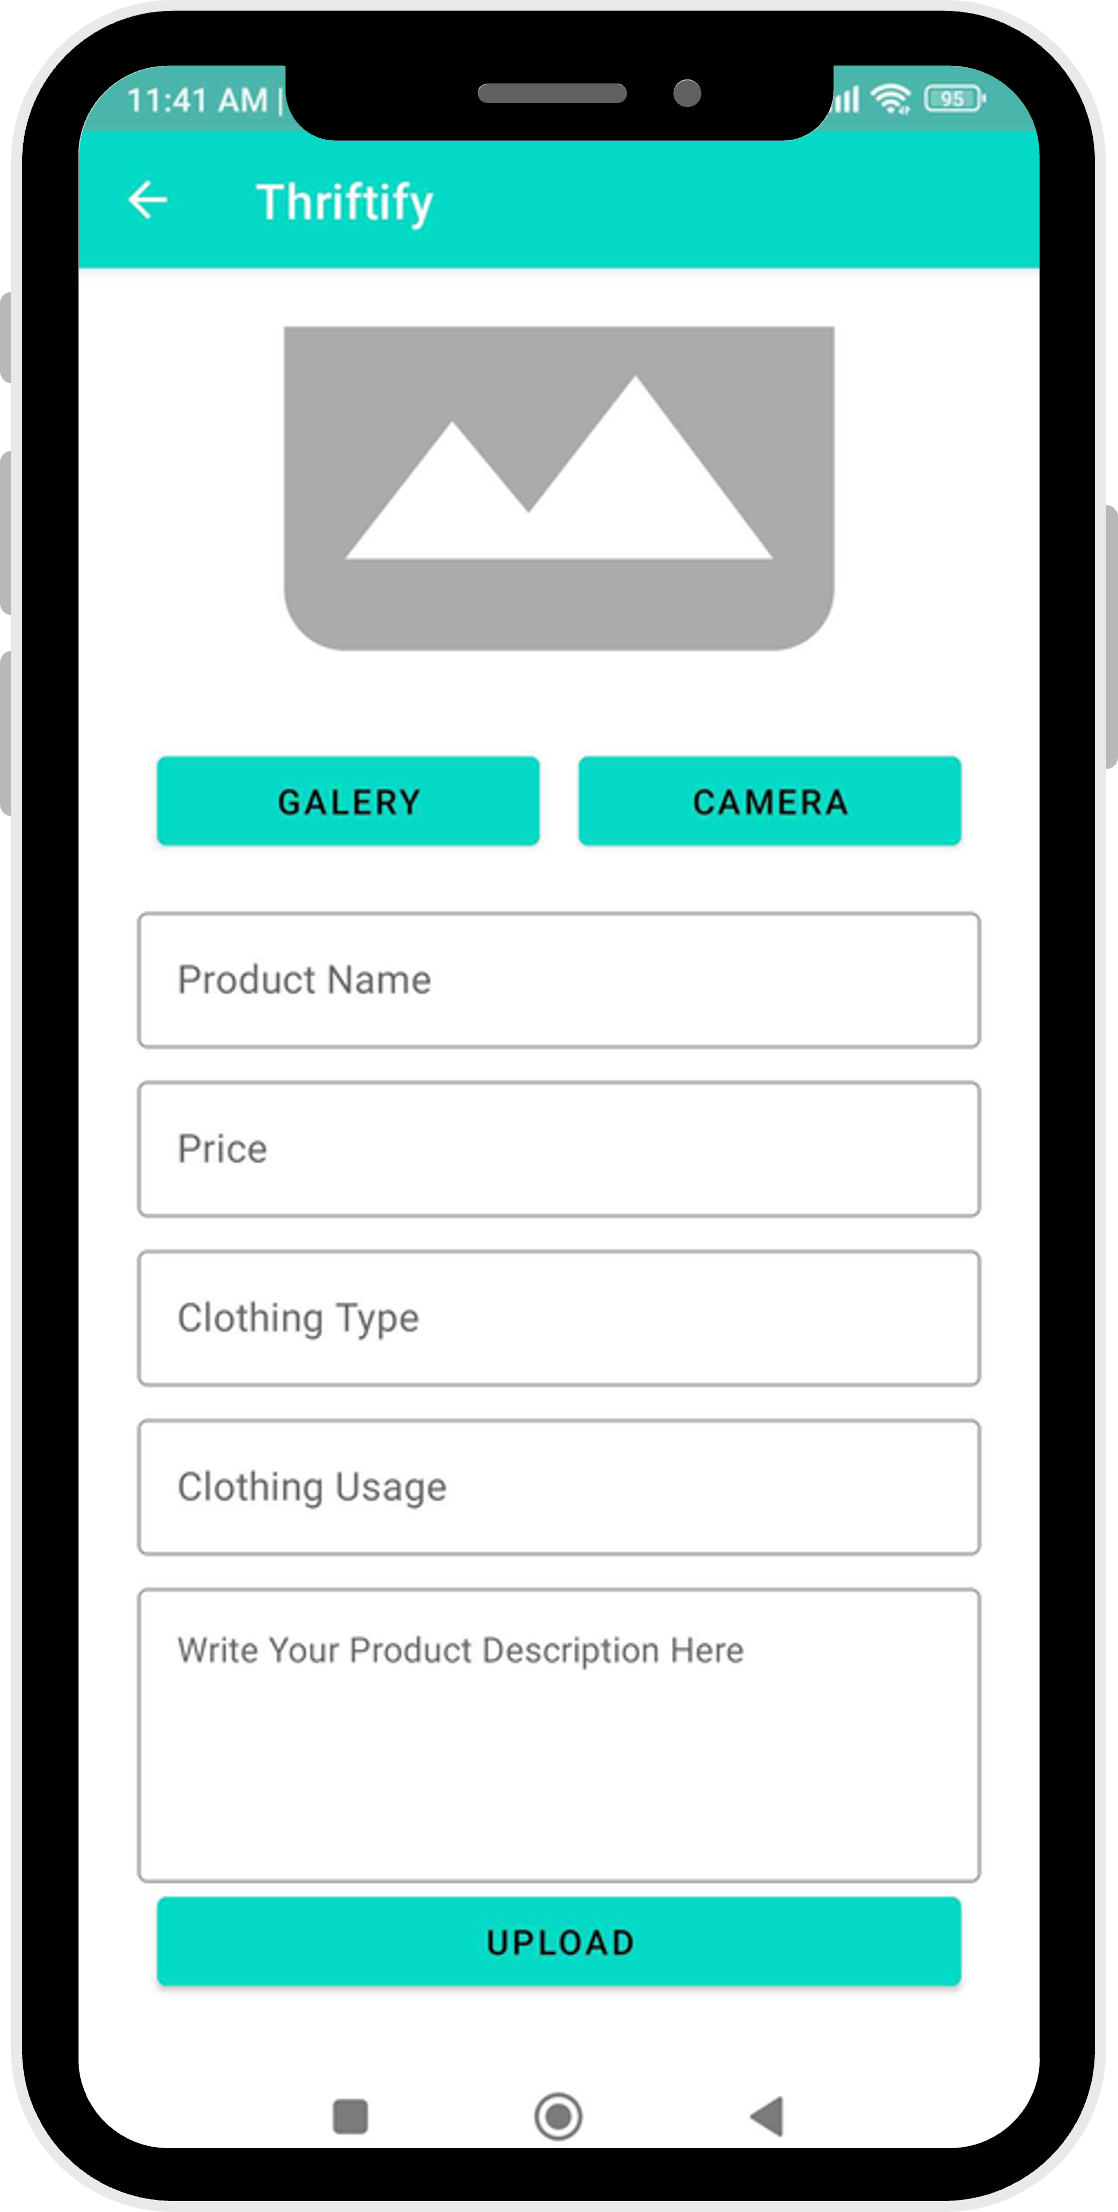 11:41 AM |
95
Thriftify
GALERY
CAMERA
Product Name
Price
Clothing Type
Clothing Usage
Write Your Product Description Here
UPLOAD